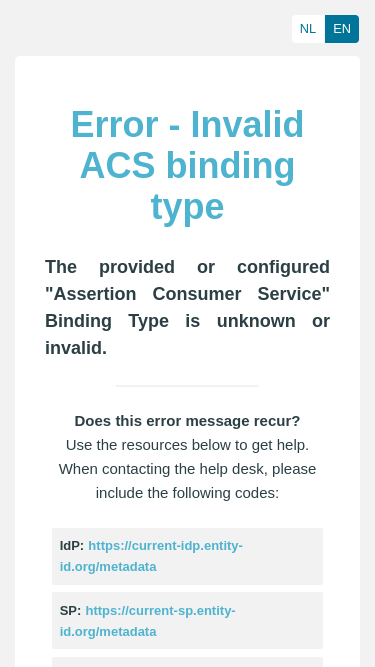 NL EN
Error - Invalid
ACS binding
type
The provided or configured
"Assertion Consumer Service"
Binding Type is unknown or
invalid.
Does this error message recur?
Use the resources below to get help.
When contacting the help desk, please
include the following codes:
IdP: https://current-idp.entity-
id.org/metadata
SP: https://current-sp.entity-
id.org/metadata